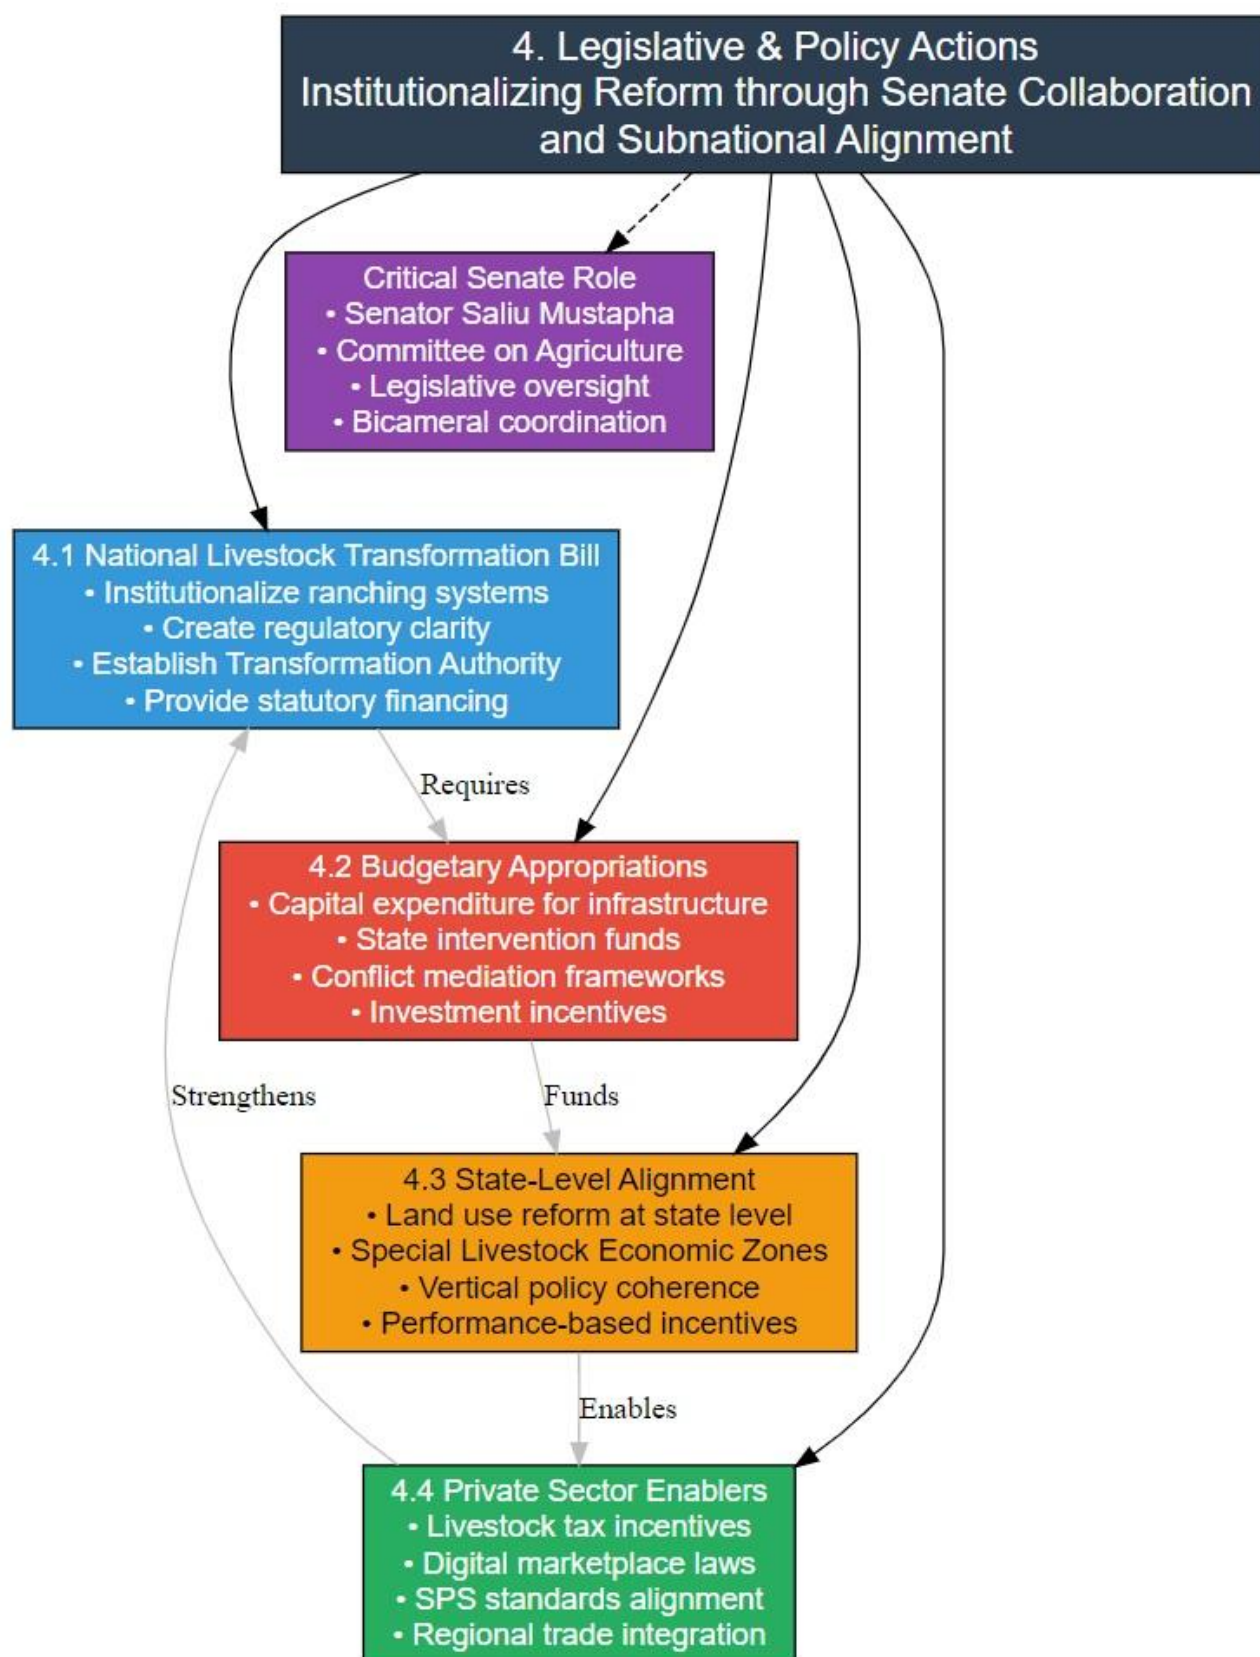 4. Legislative & Policy Actions
Institutionalizing Reform through Senate Collaboration
and Subnational Alignment
Critical Senate Role
• Senator Saliu Mustapha
• Committee on Agriculture
• Legislative oversight
• Bicameral coordination
4.1 National Livestock Transformation Bill
• Institutionalize ranching systems
• Create regulatory clarity
• Establish Transformation Authority
• Provide statutory financing
Requires
4.2 Budgetary Appropriations
• Capital expenditure for infrastructure
• State intervention funds
• Conflict mediation frameworks
• Investment incentives
Strengthens
Funds
4.3 State-Level Alignment
• Land use reform at state level
• Special Livestock Economic Zones
• Vertical policy coherence
• Performance-based incentives
Enables
4.4 Private Sector Enablers
• Livestock tax incentives
• Digital marketplace laws
• SPS standards alignment
• Regional trade integration